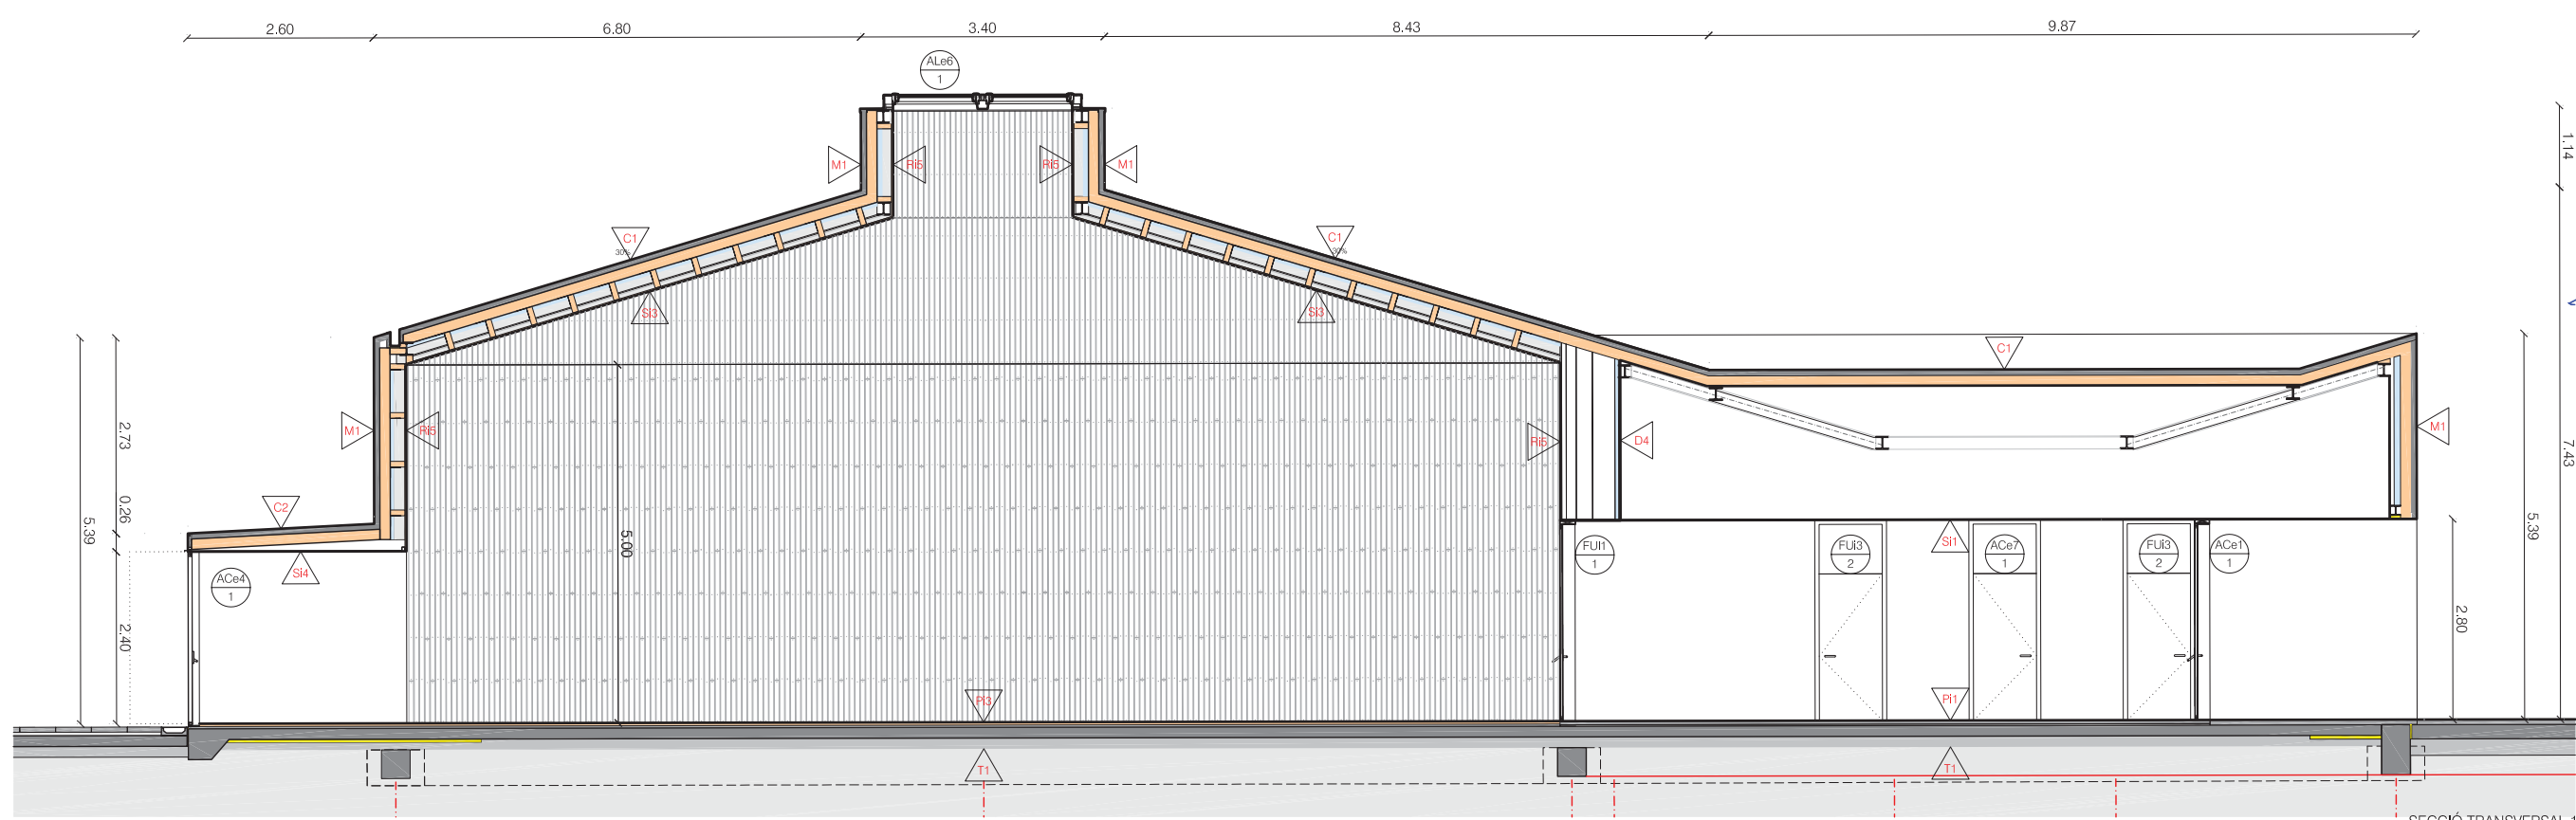 2.60 6.80 3.40 8.43 9.87
ALe6
1
1.14
M1 Ri5 Ri5 M1
C1
30%
C1
30%
Si3 Si3
C1
7.43
2.73
M1 Ri5 Ri5 D4 M1
0.26
C2
5.39
5.00
5.39
Si4
ACe4
1
FUI1
1
Si1
FUi3
2
ACe7
1
FUi3
2
ACe1
1
2.40
2.80
Pi3 Pi1
T1 T1